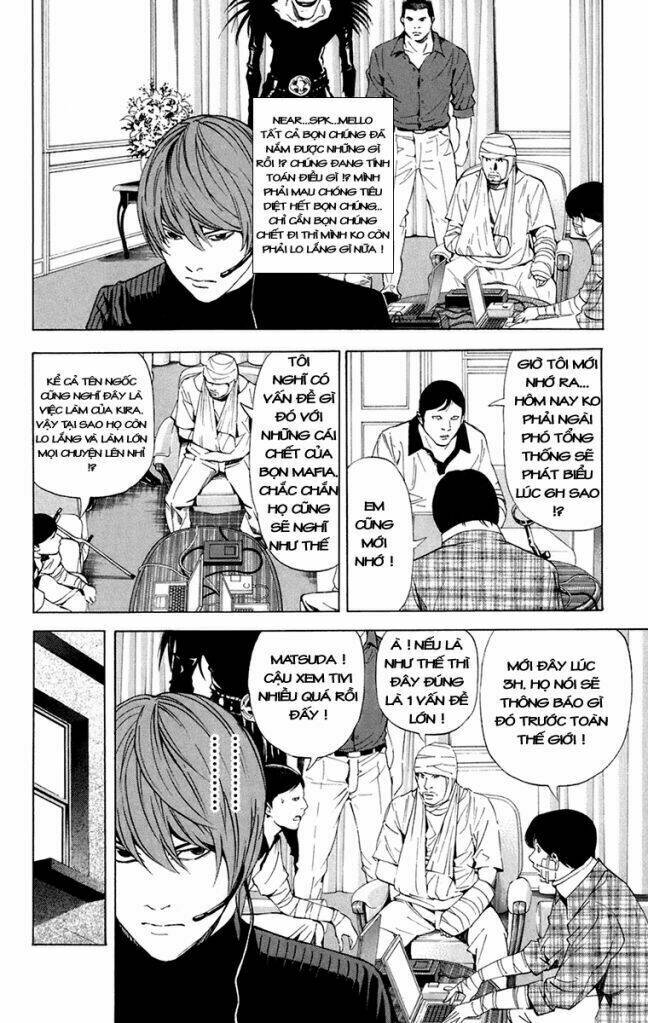 NEAR...SPK...MELLO
TẤT CẢ BỌN CHÚNG ĐÃ
NẮM ĐƯỢC NHỮNG GÌ
RỒI !? CHÚNG ĐANG TÍNH
TOÁN ĐIỀU GÌ !? MÌNH
PHẢI MAU CHÓNG TIÊU
DIỆT HẾT BỌN CHÚNG..
CHỈ CẦN BỌN CHÚNG
CHẾT ĐI THÌ MÌNH KO CÒN
PHẢI LO LẮNG GÌ NỮA !
GIỜ TÔI MỚI
NHỚ RA...
HÔM NAY KO
PHẢI NGÀI
PHÓ TỔNG
THỐNG SẼ
PHÁT BIỂU
LÚC 6H SAO
!?
EM
CŨNG
MỚI
NHỚ !
TÔI
NGHĨ CÓ
VẤN ĐỀ GÌ
ĐÓ VỚI
NHỮNG CÁI
CHẾT CỦA
BỌN MAFIA.
CHẮC CHẮN
HỌ CŨNG
SẼ NGHĨ
NHƯ THẾ
KỂ CẢ TÊN NGỐC
CŨNG NGHĨ ĐÂY LÀ
VIỆC LÀM CỦA KIRA.
VẬY TẠI SAO HỌ CÒN
LO LẮNG VÀ LÀM LỚN
MỌI CHUYỆN LÊN NHỈ
!?
MỚI ĐÂY LÚC
3H, HỌ NÓI SẼ
THÔNG BÁO GÌ
ĐÓ TRƯỚC TOÀN
THẾ GIỚI !
À ! NẾU LÀ
NHƯ THẾ THÌ
ĐÂY ĐÚNG
LÀ 1 VẤN ĐỀ
LỚN !
MATSUDA !
CẬU XEM TIVI
NHIỀU QUÁ RỒI
ĐẤY !